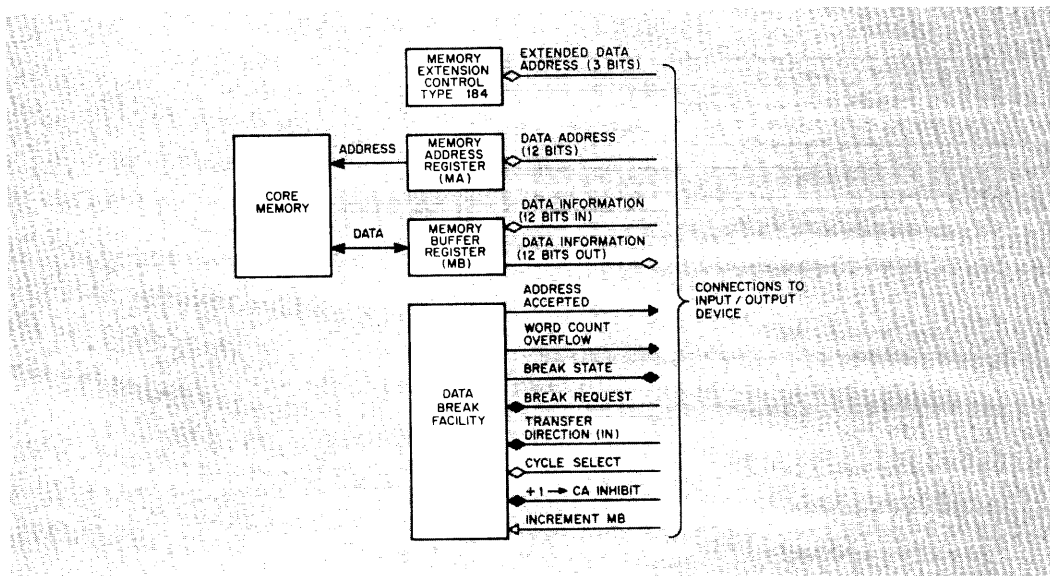 MEMORY
EXTENSION
CONTROL
TYPE 184
EXTENDED DATA
ADDRESS (3 BITS)
CORE
MEMORY
ADDRESS
MEMORY
ADDRESS
REGISTER
(MA)
DATA ADDRESS
(12 BITS)
DATA
MEMORY
BUFFER
REGISTER
(MB)
DATA INFORMATION
(12 BITS IN)
DATA INFORMATION
(12 BITS OUT)
DATA
BREAK
FACILITY
ADDRESS
ACCEPTED
WORD COUNT
OVERFLOW
BREAK STATE
BREAK REQUEST
TRANSFER
DIRECTION (IN)
CYCLE SELECT
+1 → CA INHIBIT
INCREMENT MB
CONNECTIONS TO
INPUT / OUTPUT
DEVICE